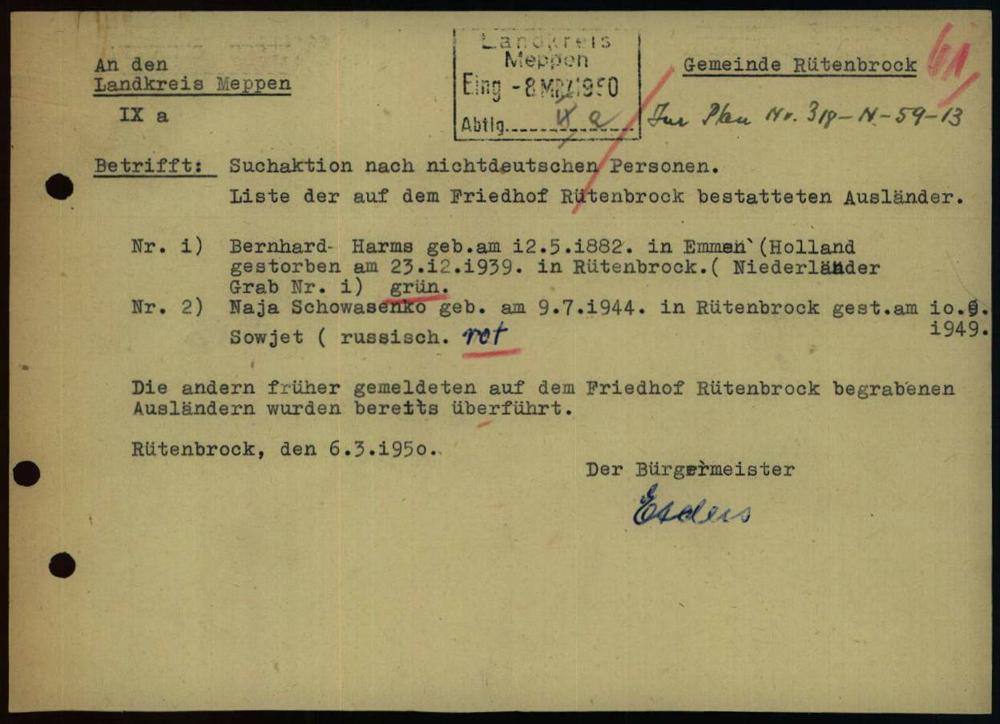 An den
Landkreis Meppen
IX a
Landkreis
Meppen
Eing - 8 MRZ 1950
Abtlg. IX a
Gemeinde Rütenbrock
61
Zur Plan Nr. 318-N-59-13
Betrifft: Suchaktion nach nichtdeutschen Personen.
Liste der auf dem Friedhof Rütenbrock bestatteten Ausländer.
Nr. i) Bernhard- Harms geb.am i2.5.i882. in Emmen (Holland
gestorben am 23.i2.i939. in Rütenbrock.( Niederländer
Grab Nr. i) grün.
Nr. 2) Naja Schowasenko geb. am 9.7.i944. in Rütenbrock gest.am io.9.
i949.
Sowjet ( russisch. rot
Die andern früher gemeldeten auf dem Friedhof Rütenbrock begrabenen
Ausländern wurden bereits überführt.
Rütenbrock, den 6.3.i95o.
Der Bürgermeister
Esders